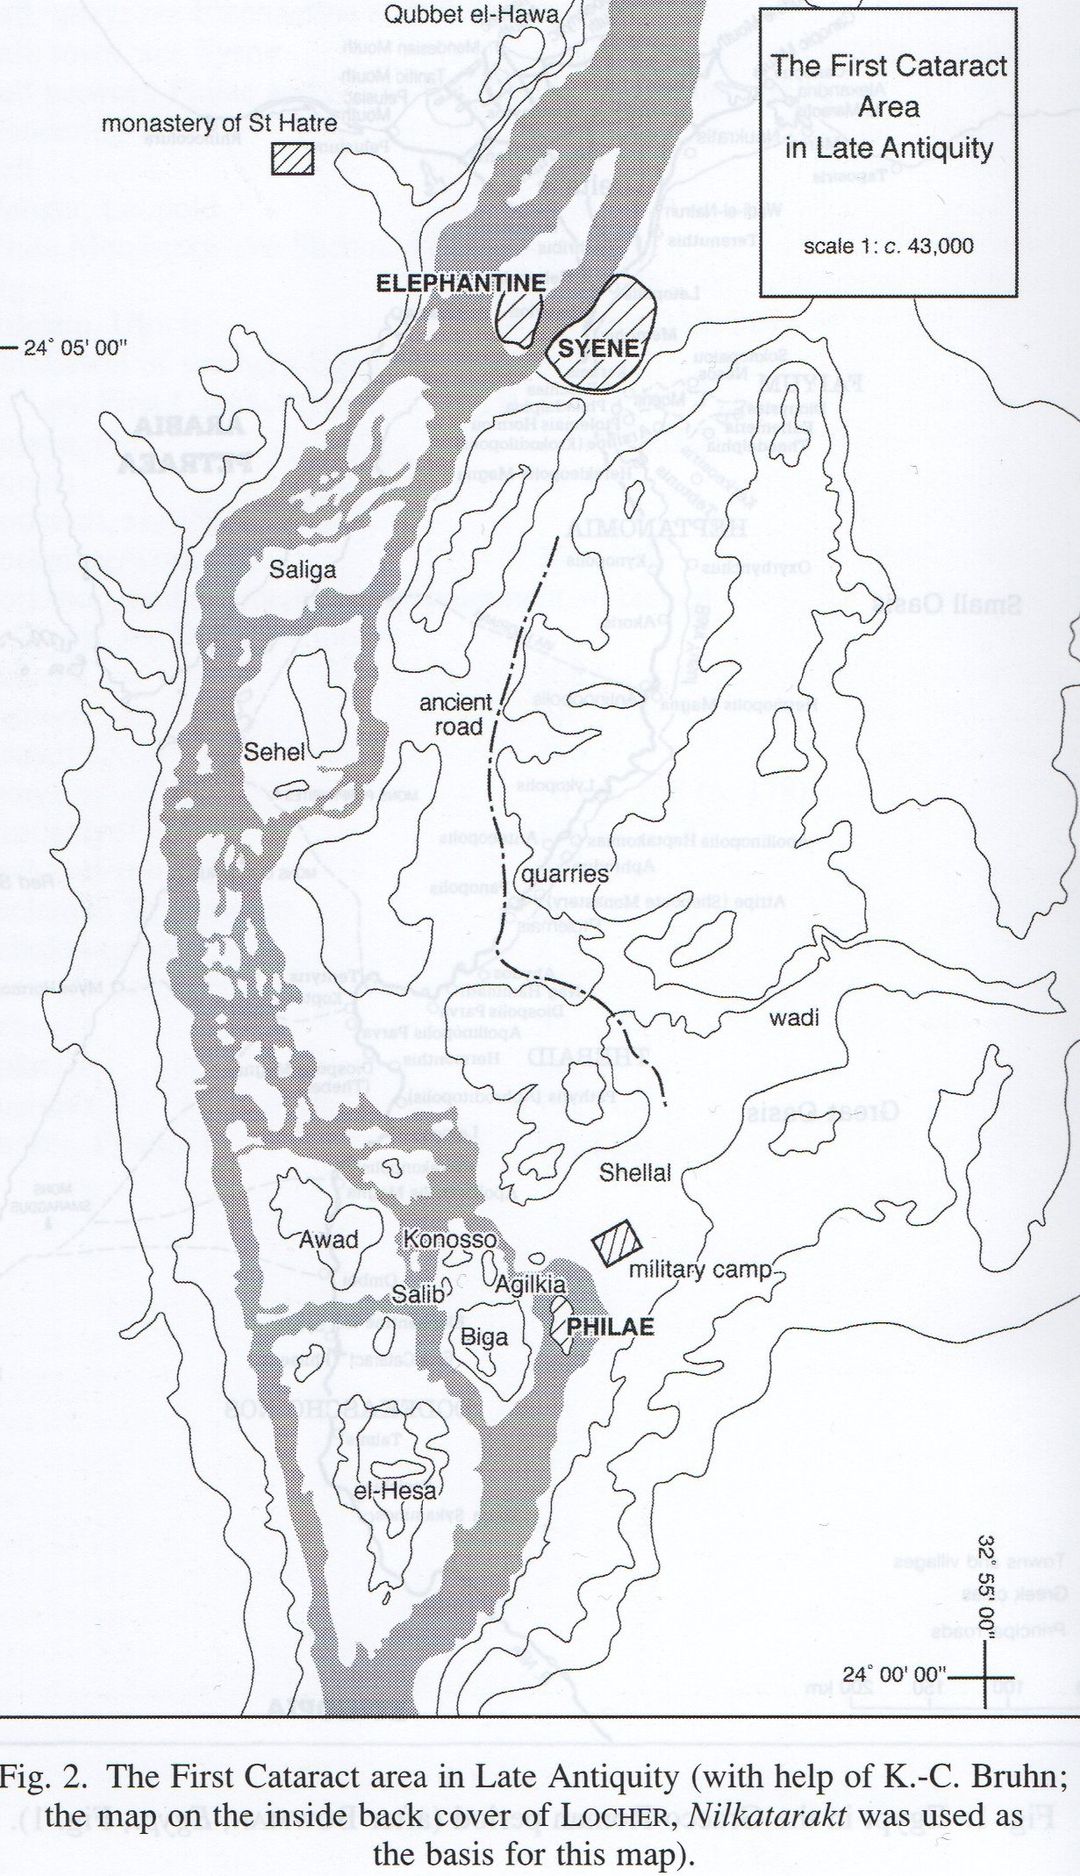 Qubbet el-Hawa
The First Cataract
Area
in Late Antiquity
scale 1: c. 43,000
monastery of St Hatre
ELEPHANTINE
SYENE
24° 05' 00"
Saliga
ancient
road
Sehel
quarries
wadi
Shellal
Awad
Konosso
military camp
Salib
Agilkia
Biga
PHILAE
el-Hesa
32° 55' 00"
24° 00' 00"
Fig. 2. The First Cataract area in Late Antiquity (with help of K.-C. Bruhn;
the map on the inside back cover of LOCHER, Nilkatarakt was used as
the basis for this map).